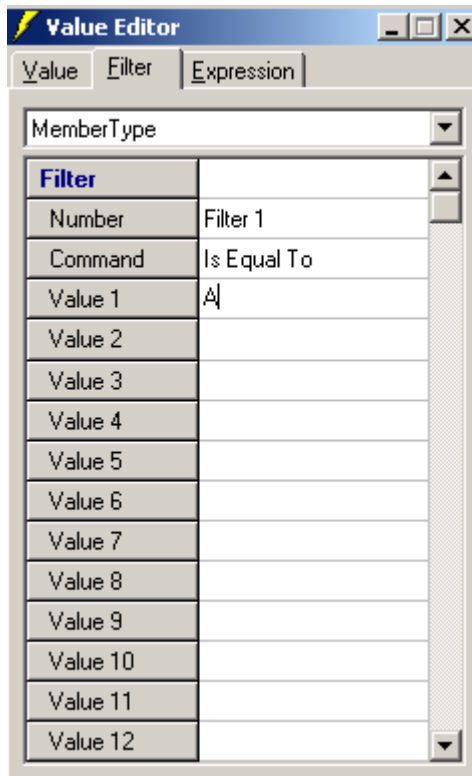 Value Editor
Value Filter Expression
MemberType
Filter
Number Filter 1
Command Is Equal To
Value 1 A
Value 2
Value 3
Value 4
Value 5
Value 6
Value 7
Value 8
Value 9
Value 10
Value 11
Value 12